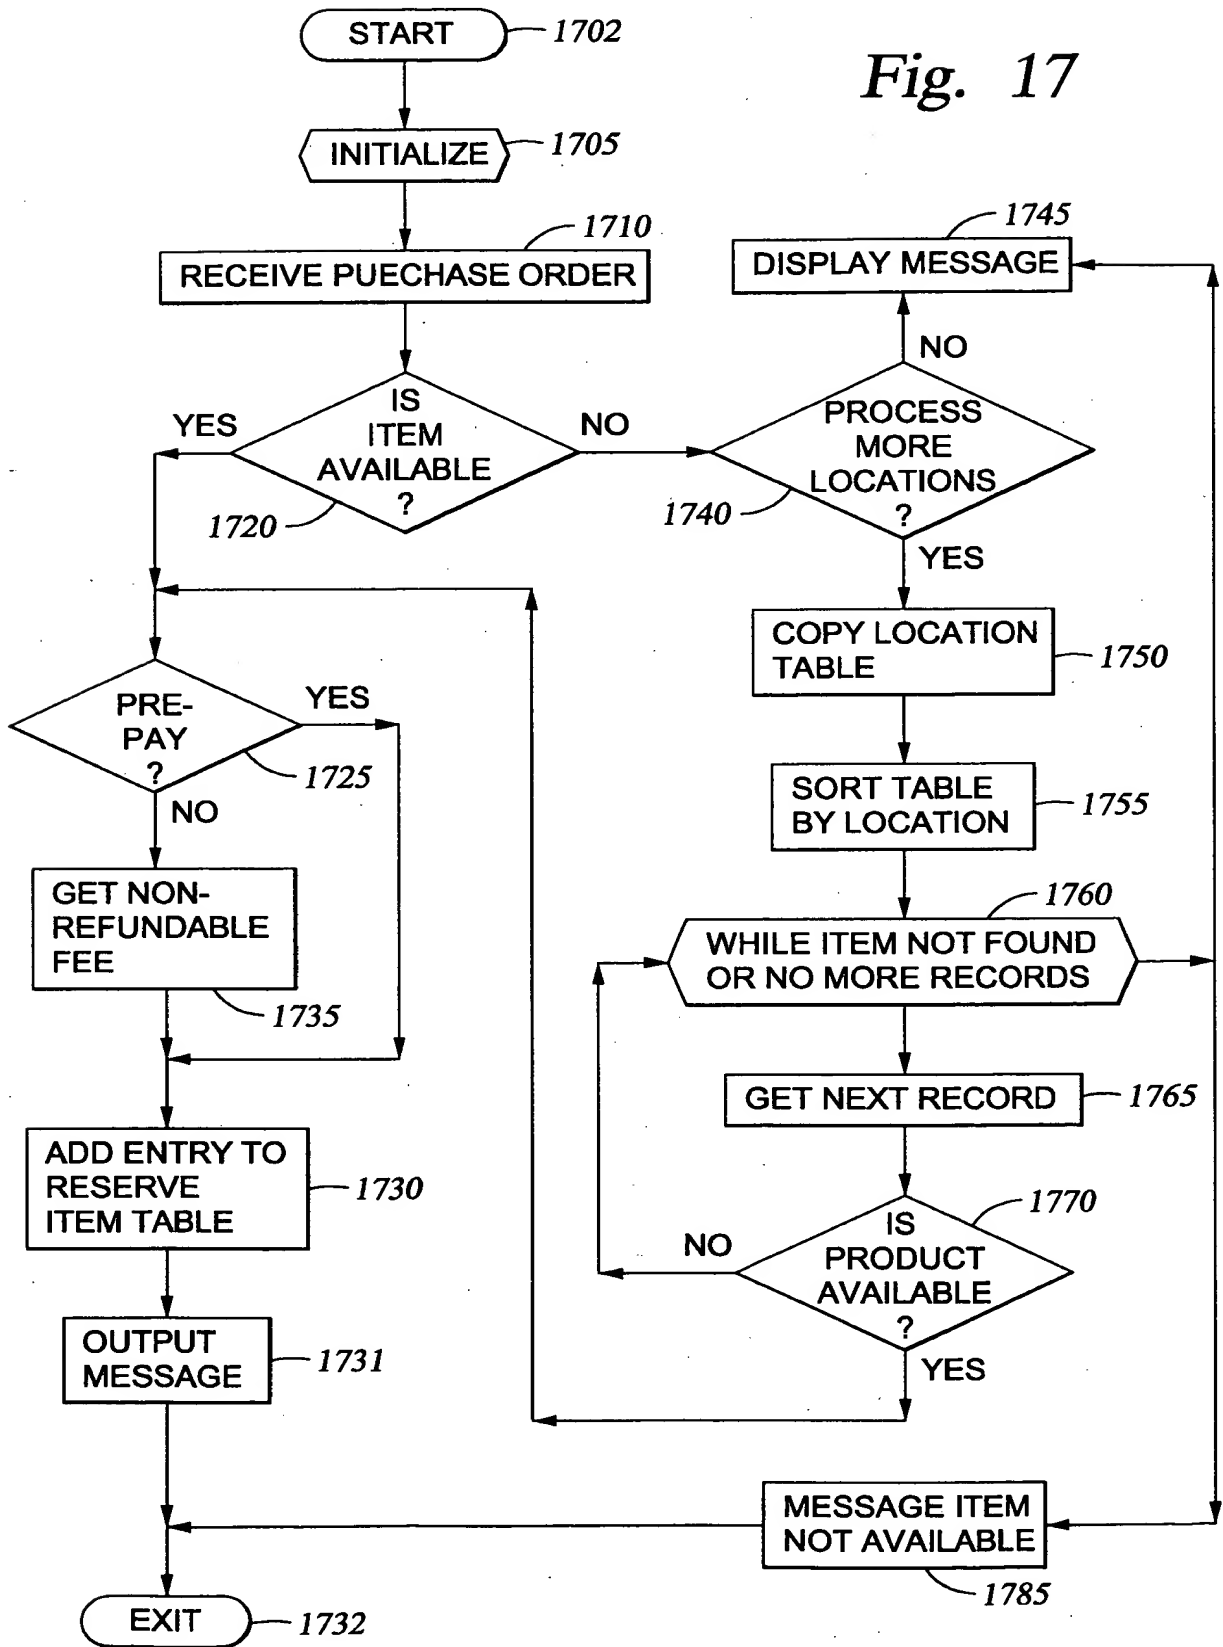 START
1702
Fig. 17
INITIALIZE
1705
1710
RECEIVE PUECHASE ORDER
1745
DISPLAY MESSAGE
NO
YES
IS
ITEM
AVAILABLE
?
1720
NO
PROCESS
MORE
LOCATIONS
?
1740
YES
COPY LOCATION
TABLE
1750
PRE-
PAY
?
YES
1725
NO
SORT TABLE
BY LOCATION
1755
GET NON-
REFUNDABLE
FEE
1735
1760
WHILE ITEM NOT FOUND
OR NO MORE RECORDS
GET NEXT RECORD
1765
ADD ENTRY TO
RESERVE
ITEM TABLE
1730
1770
NO
IS
PRODUCT
AVAILABLE
?
YES
OUTPUT
MESSAGE
1731
MESSAGE ITEM
NOT AVAILABLE
1785
EXIT
1732